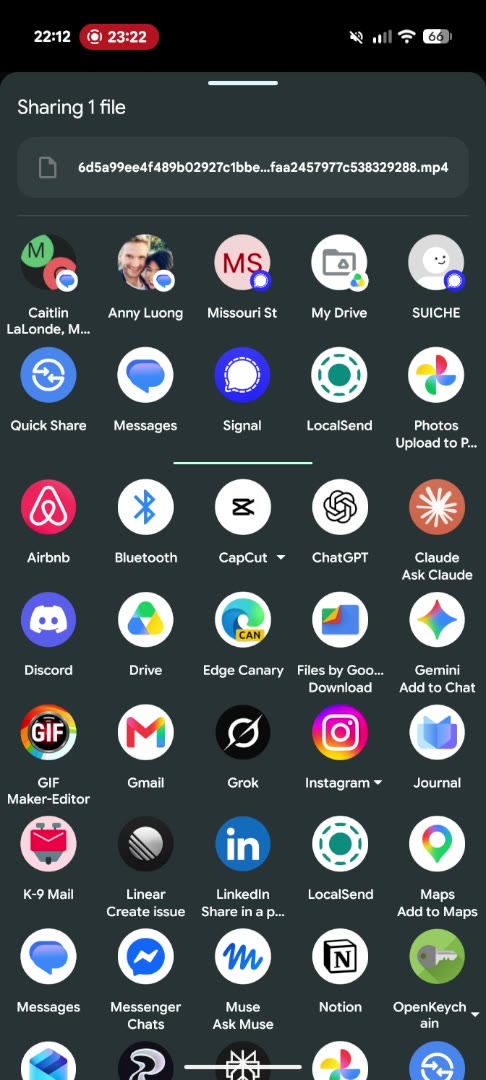 22:12
23:22
66
Sharing 1 file
6d5a99ee4f489b02927c1bbe...faa2457977c538329288.mp4
M
MS
Caitlin
LaLonde, M...
Anny Luong
Missouri St
My Drive
SUICHE
Quick Share
Messages
Signal
LocalSend
Photos
Upload to P...
Airbnb
Bluetooth
CapCut
ChatGPT
Claude
Ask Claude
CAN
Discord
Drive
Edge Canary
Files by Goo...
Download
Gemini
Add to Chat
GIF
GIF
Maker-Editor
Gmail
Grok
Instagram
Journal
in
K-9 Mail
Linear
Create issue
LinkedIn
Share in a p...
LocalSend
Maps
Add to Maps
Messages
Messenger
Chats
Muse
Ask Muse
Notion
OpenKeych
ain